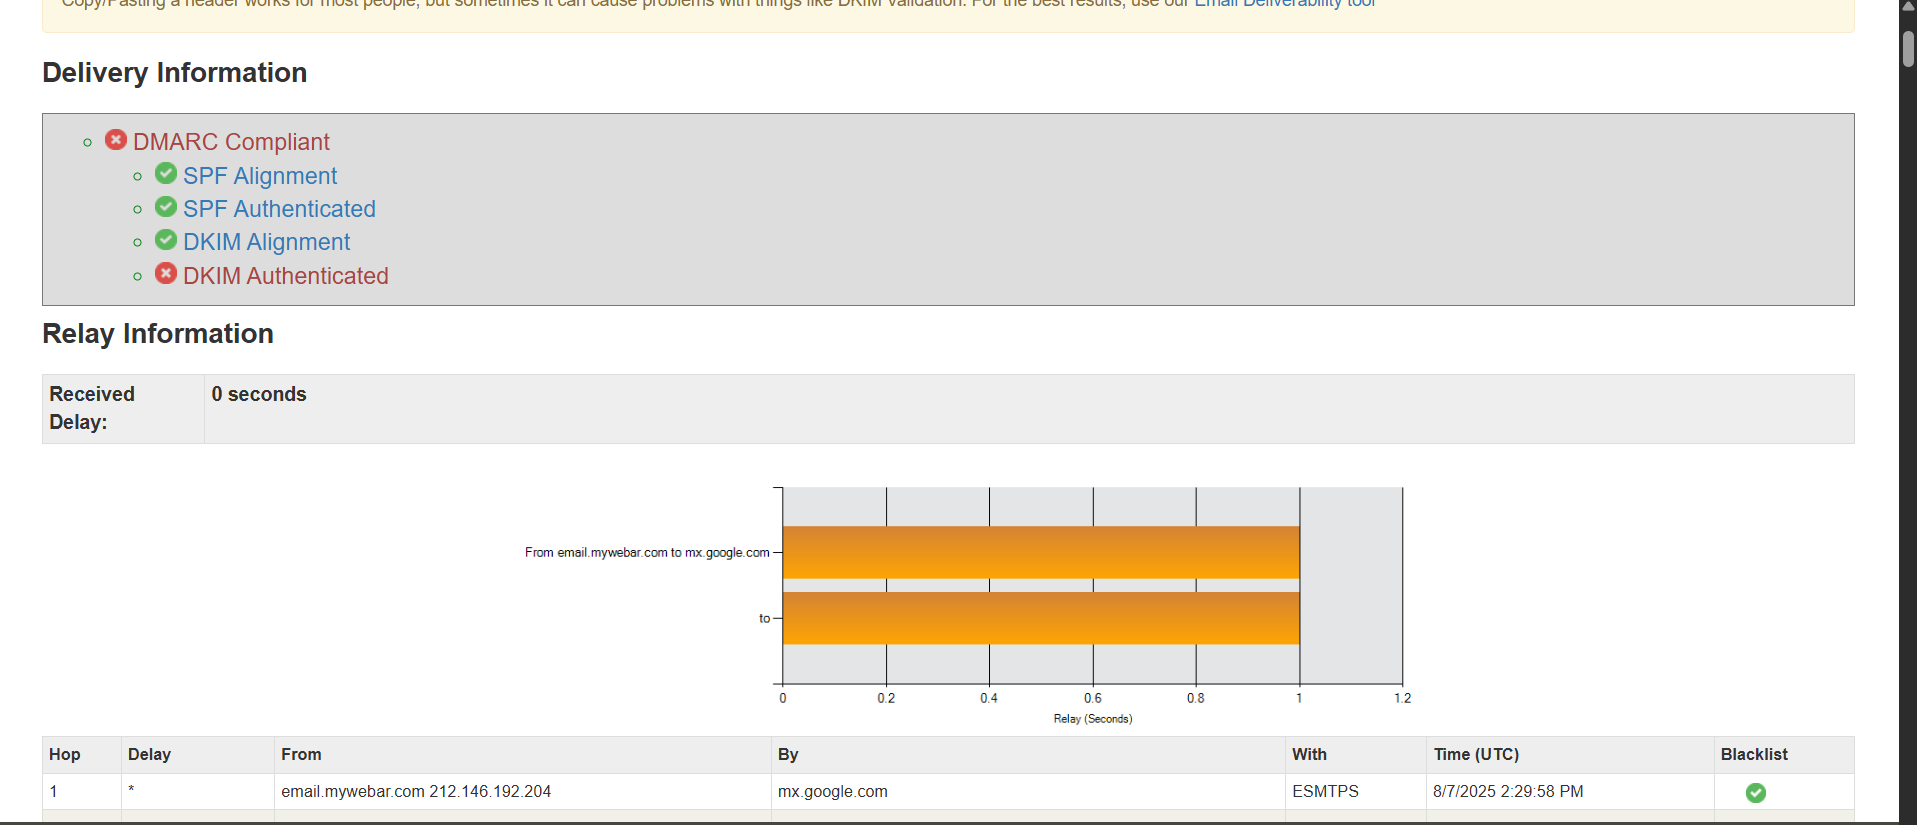 Copy/Pasting a header works for most people, but sometimes it can cause problems with things like DKIM validation. For the best results, use our Email Deliverability tool
Delivery Information
DMARC Compliant
SPF Alignment
SPF Authenticated
DKIM Alignment
DKIM Authenticated
Relay Information
Received Delay: 0 seconds
From email.mywebar.com to mx.google.com
to
0 0.2 0.4 0.6 0.8 1 1.2
Relay (Seconds)
Hop Delay From By With Time (UTC) Blacklist
1 * email.mywebar.com 212.146.192.204 mx.google.com ESMTPS 8/7/2025 2:29:58 PM